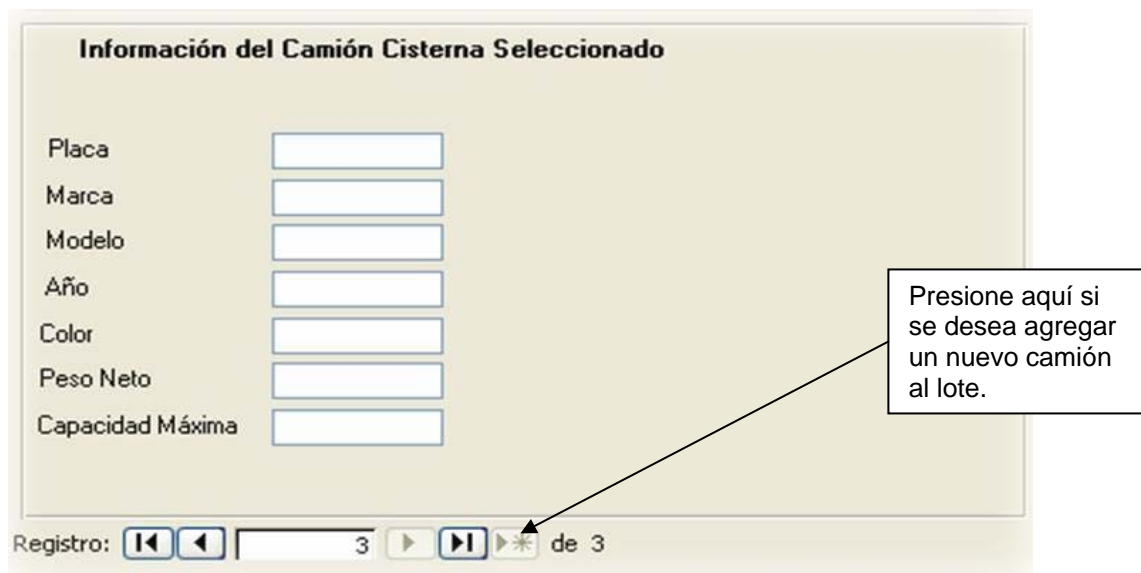 Información del Camión Cisterna Seleccionado
Placa
Marca
Modelo
Año
Color
Peso Neto
Capacidad Máxima
Presione aquí si
se desea agregar
un nuevo camión
al lote.
Registro: 3 de 3